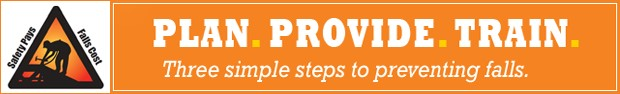 Safety Pays
Falls Cost
PLAN. PROVIDE. TRAIN.
Three simple steps to preventing falls.